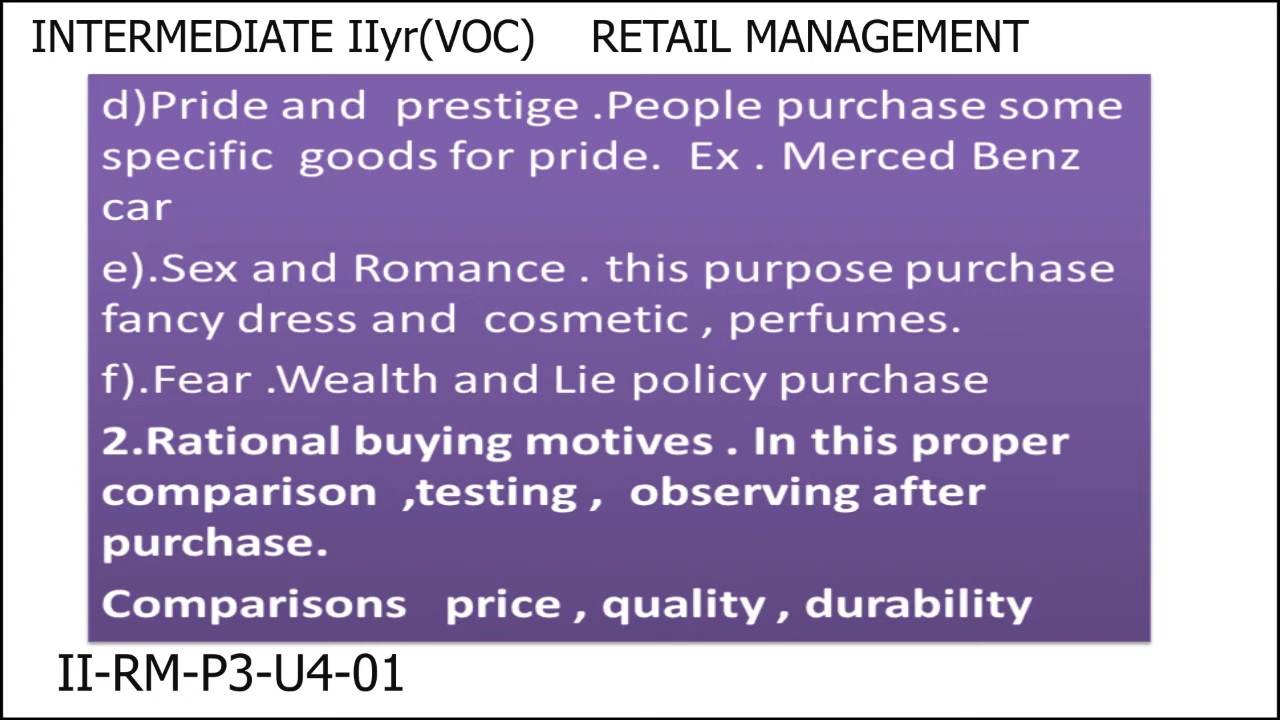 INTERMEDIATE IIyr(VOC) RETAIL MANAGEMENT
d)Pride and prestige .People purchase some
specific goods for pride. Ex . Merced Benz
car
e).Sex and Romance . this purpose purchase
fancy dress and cosmetic , perfumes.
f).Fear .Wealth and Lie policy purchase
2.Rational buying motives . In this proper
comparison ,testing , observing after
purchase.
Comparisons price , quality , durability
II-RM-P3-U4-01